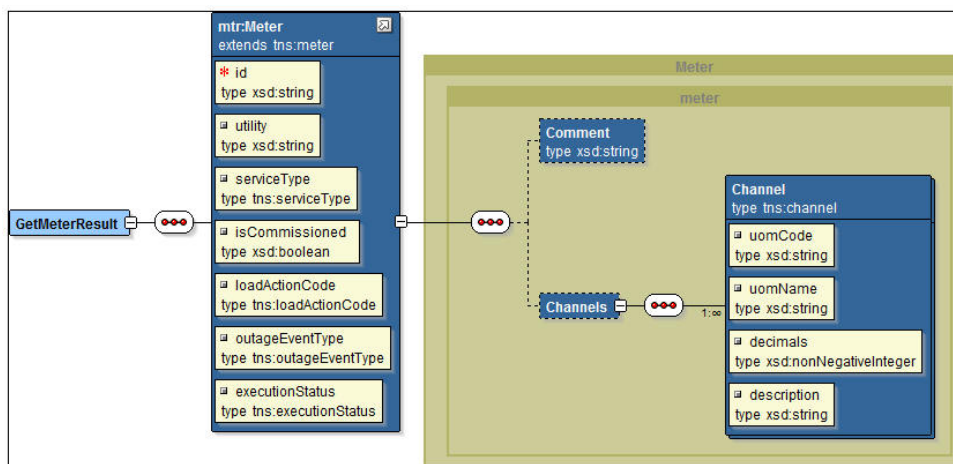 GetMeterResult
mtr:Meter
extends tns:meter
* id
type xsd:string
utility
type xsd:string
serviceType
type tns:serviceType
isCommissioned
type xsd:boolean
loadActionCode
type tns:loadActionCode
outageEventType
type tns:outageEventType
executionStatus
type tns:executionStatus
Meter
meter
Comment
type xsd:string
Channels
1:∞
Channel
type tns:channel
uomCode
type xsd:string
uomName
type xsd:string
decimals
type xsd:nonNegativeInteger
description
type xsd:string